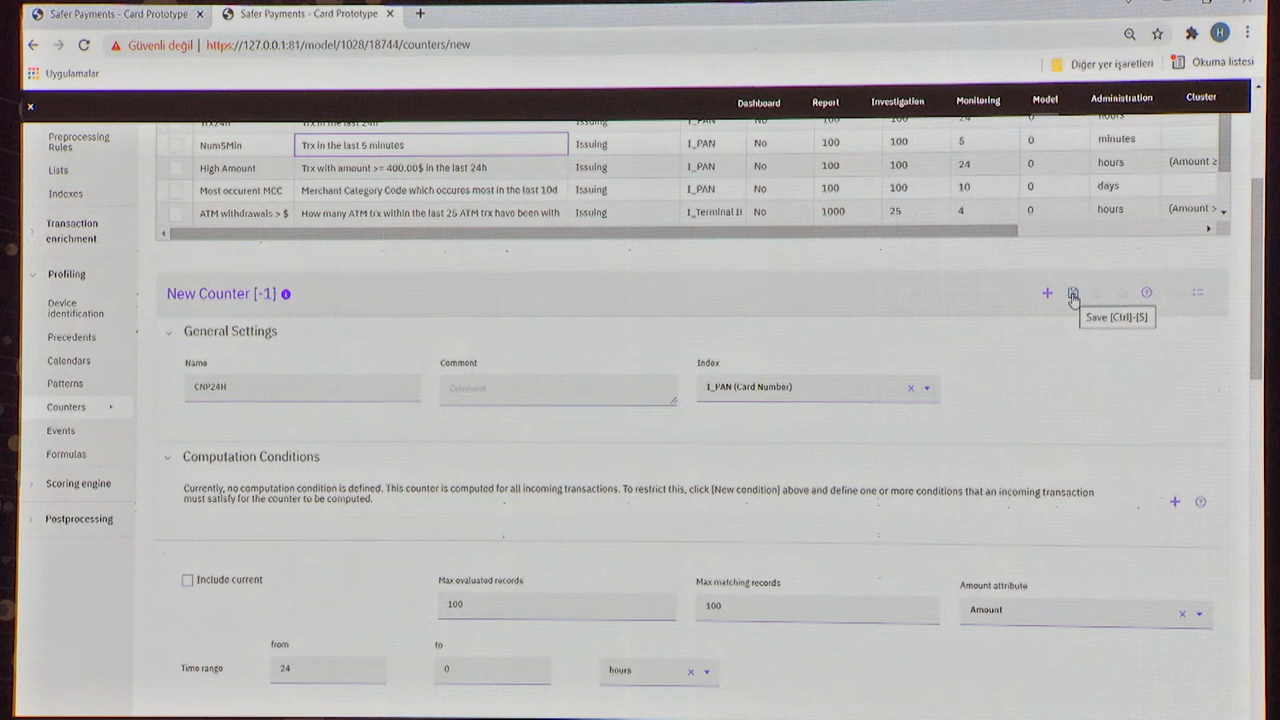 Safer Payments - Card Prototype
Safer Payments - Card Prototype
Güvenli değil | https://127.0.0.1:81/model/1028/18744/counters/new
H
Uygulamalar
Diğer yer işaretleri
Okuma listesi
Dashboard Report Investigation Monitoring Model Administration Cluster
Preprocessing Rules
Lists
Indexes
Transaction enrichment
Profiling
Device identification
Precedents
Calendars
Patterns
Counters
Events
Formulas
Scoring engine
Postprocessing
Trx24h Trx in the last 24h Issuing I_PAN No 100 100 24 0 hours
Num5Min Trx in the last 5 minutes Issuing I_PAN No 100 100 5 0 minutes
High Amount Trx with amount >= 400.00$ in the last 24h Issuing I_PAN No 100 100 24 0 hours (Amount ≥
Most occurent MCC Merchant Category Code which occures most in the last 10d Issuing I_PAN No 100 100 10 0 days
ATM withdrawals > $ How many ATM trx within the last 25 ATM trx have been with Issuing I_Terminal No 1000 25 4 0 hours (Amount >
New Counter [-1]
Save [Ctrl]-[S]
General Settings
Name Comment Index
CNP24H Comment I_PAN (Card Number)
Computation Conditions
Currently, no computation condition is defined. This counter is computed for all incoming transactions. To restrict this, click [New condition] above and define one or more conditions that an incoming transaction
must satisfy for the counter to be computed.
Include current Max evaluated records Max matching records Amount attribute
100 100 Amount
from to
Time range 24 0 hours